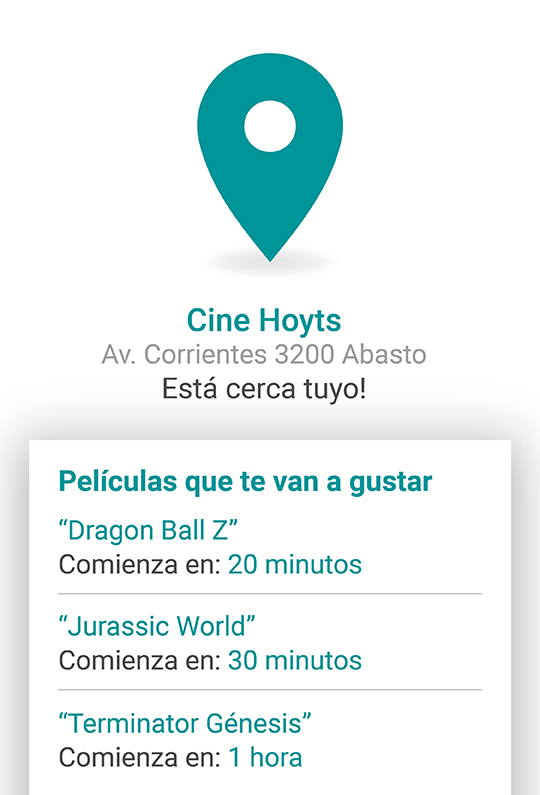 Cine Hoyts
Av. Corrientes 3200 Abasto
Está cerca tuyo!
Películas que te van a gustar
“Dragon Ball Z”
Comienza en: 20 minutos
“Jurassic World”
Comienza en: 30 minutos
“Terminator Génesis”
Comienza en: 1 hora